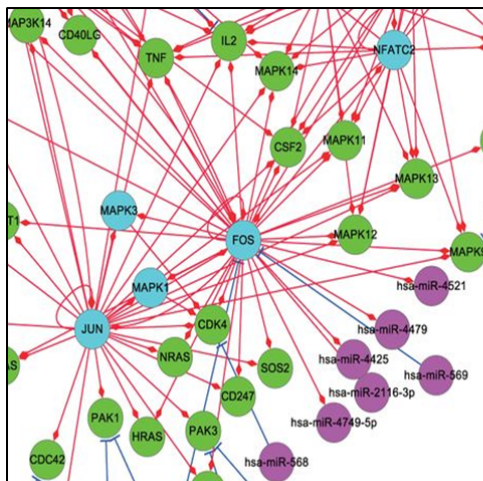 MAP3K14
CD40LG
TNF
IL2
NFATC2
MAPK14
CSF2
MAPK11
MAPK13
MAPK3
FOS
MAPK12
MAPK1
hsa-miR-4521
JUN
CDK4
hsa-miR-4479
NRAS
SOS2
hsa-miR-4425
hsa-miR-569
CD247
hsa-miR-2116-3p
PAK1
HRAS
PAK3
hsa-miR-4749-5p
CDC42
hsa-miR-568